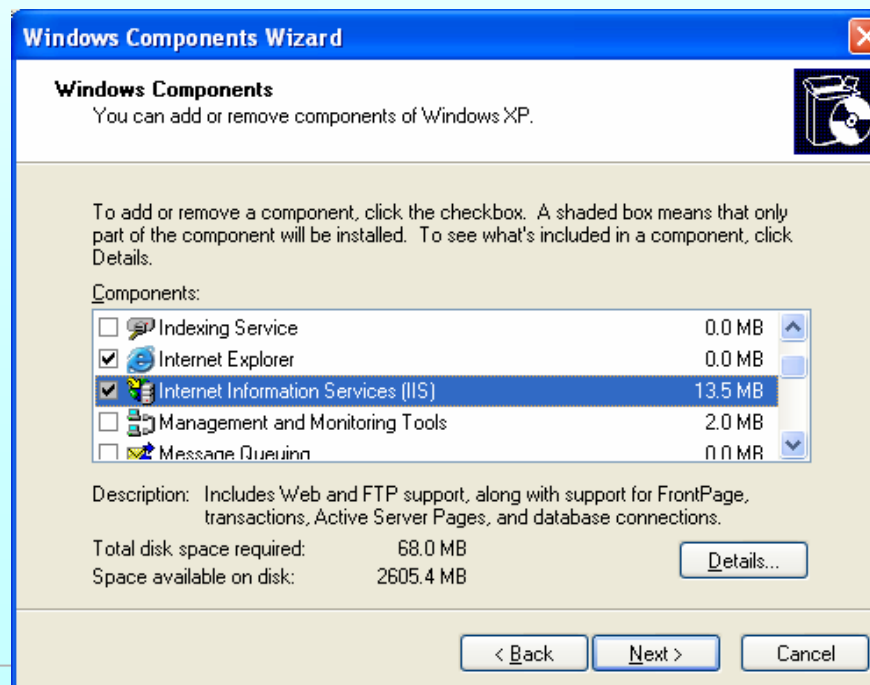 Windows Components Wizard
Windows Components
You can add or remove components of Windows XP.
To add or remove a component, click the checkbox. A shaded box means that only
part of the component will be installed. To see what's included in a component, click
Details.
Components:
Indexing Service 0.0 MB
Internet Explorer 0.0 MB
Internet Information Services (IIS) 13.5 MB
Management and Monitoring Tools 2.0 MB
Message Queuing 0.0 MB
Description: Includes Web and FTP support, along with support for FrontPage,
transactions, Active Server Pages, and database connections.
Total disk space required: 68.0 MB
Space available on disk: 2605.4 MB
Details...
< Back Next > Cancel